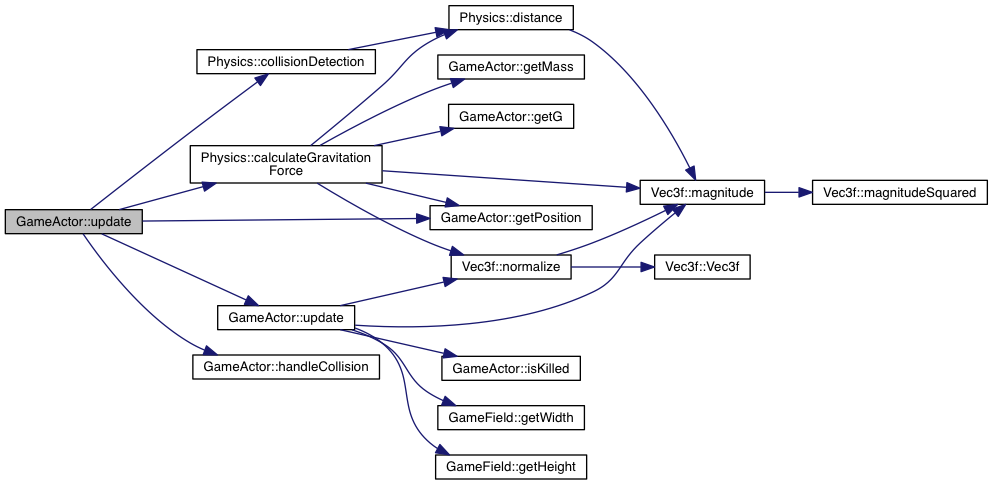 Physics::distance
Physics::collisionDetection
GameActor::getMass
GameActor::getG
Physics::calculateGravitation
Force
Vec3f::magnitude
Vec3f::magnitudeSquared
GameActor::update
GameActor::getPosition
Vec3f::normalize
Vec3f::Vec3f
GameActor::update
GameActor::handleCollision
GameActor::isKilled
GameField::getWidth
GameField::getHeight